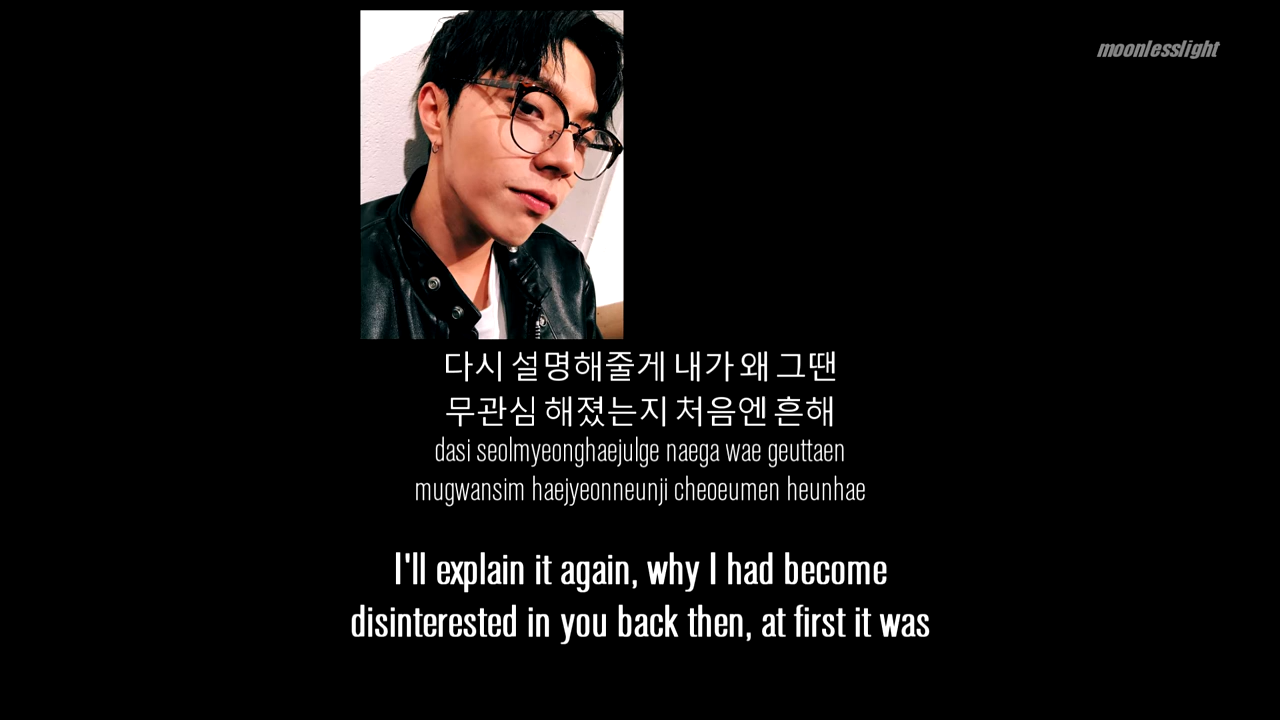 moonlesslight
다시 설명해줄게 내가 왜 그땐
무관심 해졌는지 처음엔 흔해
dasi seolmyeonghaejulge naega wae geuttaen
mugwansim haejyeonneunji cheoeumen heunhae
I'll explain it again, why I had become
disinterested in you back then, at first it was